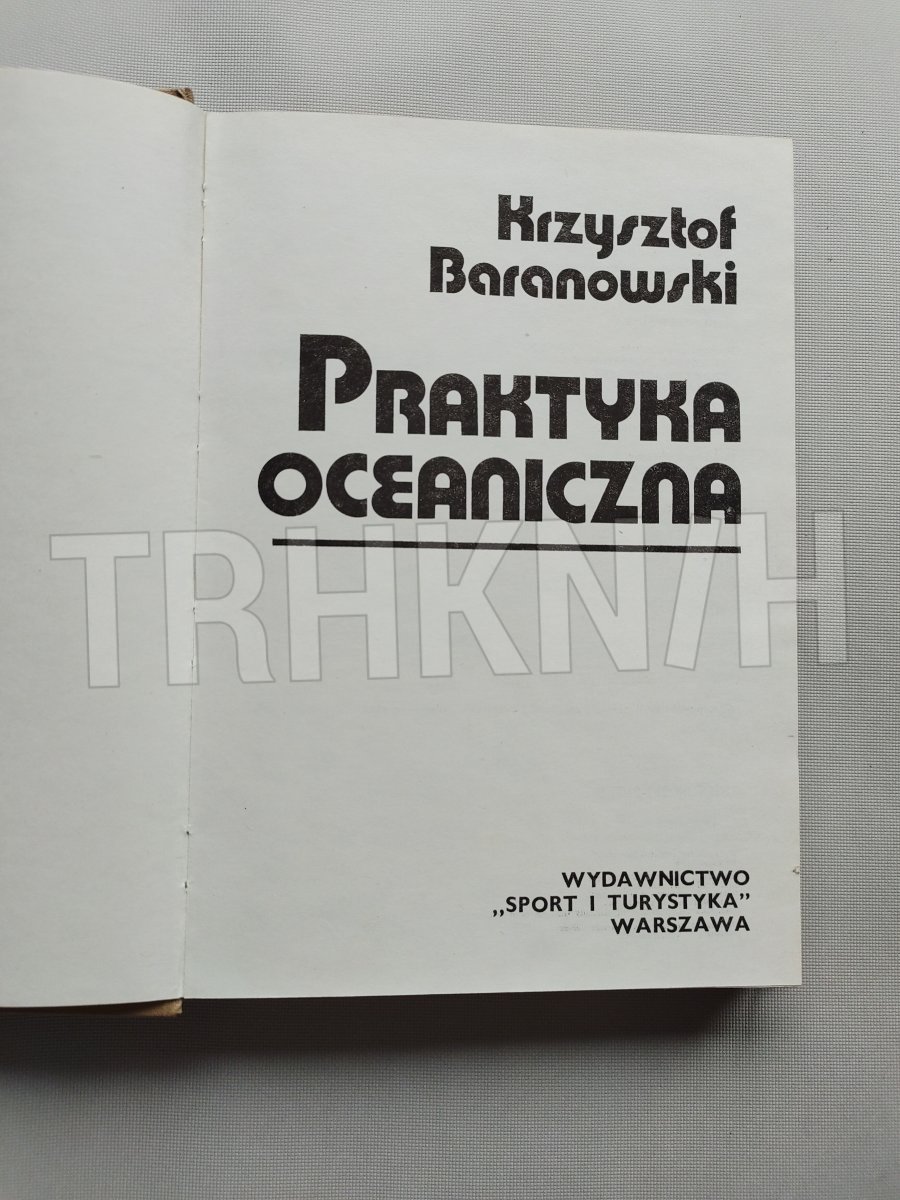 Krzysztof
Baranowski
PRAKTYKA
OCEANICZNA
TRHKN/H
WYDAWNICTWO
„SPORT I TURYSTYKA”
WARSZAWA